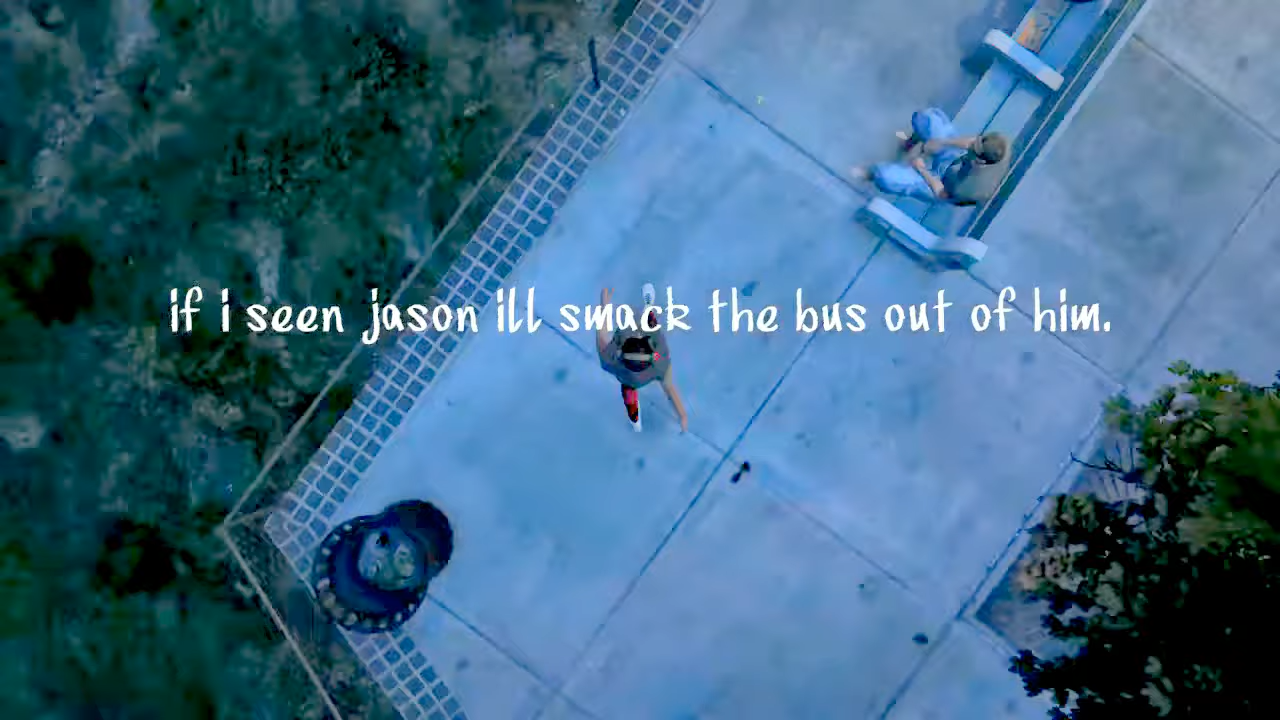 if i seen jason ill smack the bus out of him.